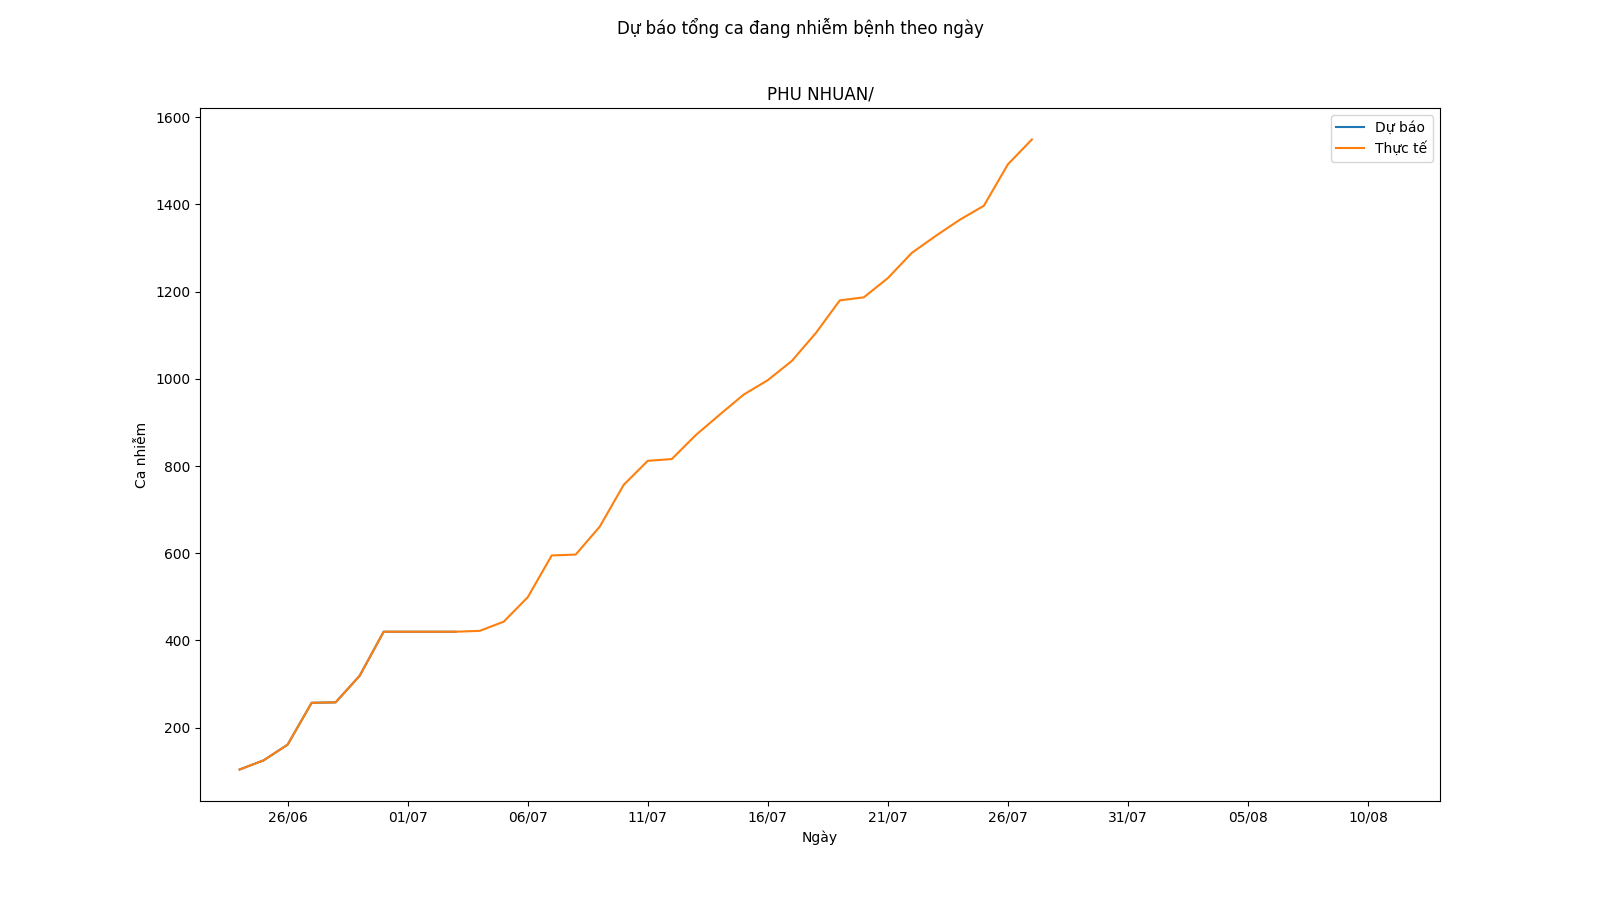 Dự báo tổng ca đang nhiễm bệnh theo ngày
PHU NHUAN/
1600
1400
1200
1000
800
600
400
200
Ca nhiễm
Dự báo
Thực tế
26/06 01/07 06/07 11/07 16/07 21/07 26/07 31/07 05/08 10/08
Ngày